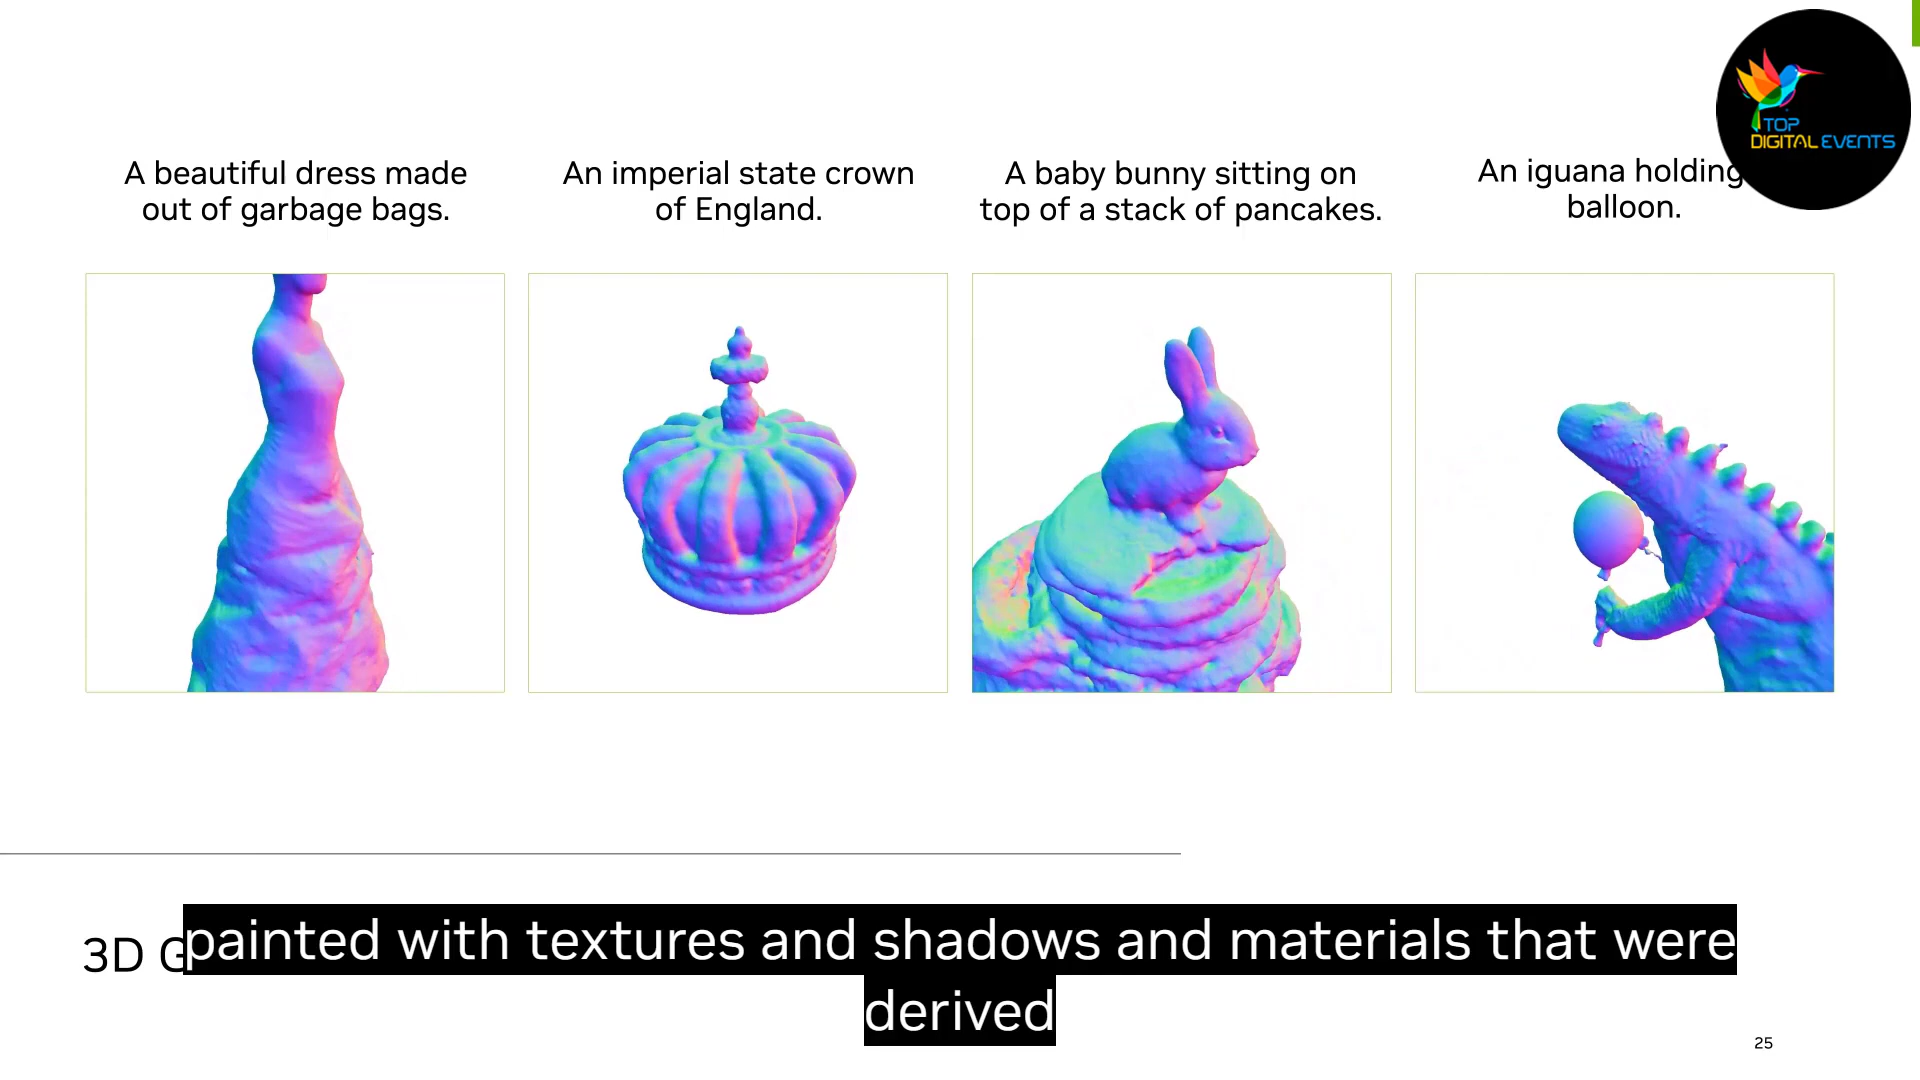 TOP
DIGITAL EVENTS
A beautiful dress made
out of garbage bags.
An imperial state crown
of England.
A baby bunny sitting on
top of a stack of pancakes.
An iguana holding
balloon.
3D
painted with textures and shadows and materials that were
derived
25